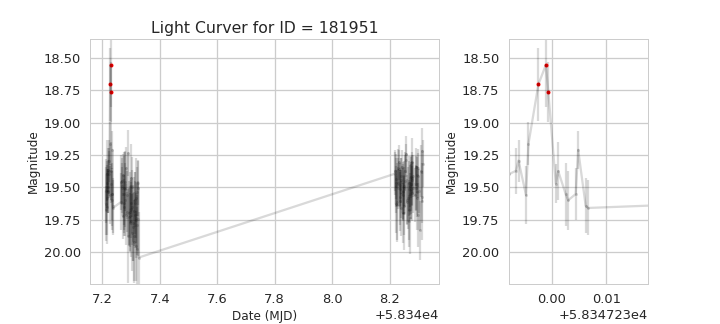 Light Curver for ID = 181951
18.50
18.75
19.00
19.25
19.50
19.75
20.00
Magnitude
7.2 7.4 7.6 7.8 8.0 8.2
Date (MJD)
+5.834e4
18.50
18.75
19.00
19.25
19.50
19.75
20.00
Magnitude
0.00 0.01
+5.834723e4